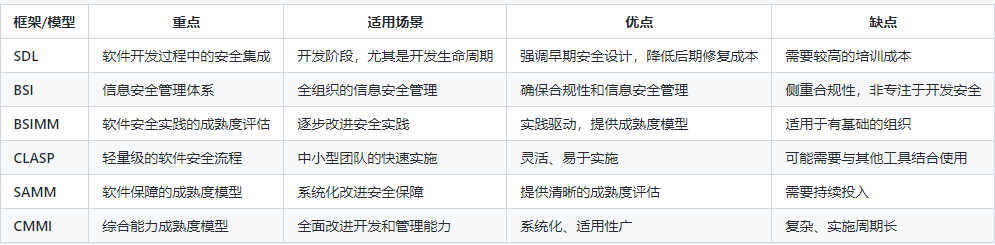 框架/模型 重点 适用场景 优点 缺点
SDL 软件开发过程中的安全集成 开发阶段，尤其是开发生命周期 强调早期安全设计，降低后期修复成本 需要较高的培训成本
BSI 信息安全管理体系 全组织的信息安全管理 确保合规性和信息安全管理 侧重合规性，非专注于开发安全
BSIMM 软件安全实践的成熟度评估 逐步改进安全实践 实践驱动，提供成熟度模型 适用于有基础的组织
CLASP 轻量级的软件安全流程 中小型团队的快速实施 灵活、易于实施 可能需要与其他工具结合使用
SAMM 软件保障的成熟度模型 系统化改进安全保障 提供清晰的成熟度评估 需要持续投入
CMMI 综合能力成熟度模型 全面改进开发和管理能力 系统化、适用性广 复杂、实施周期长